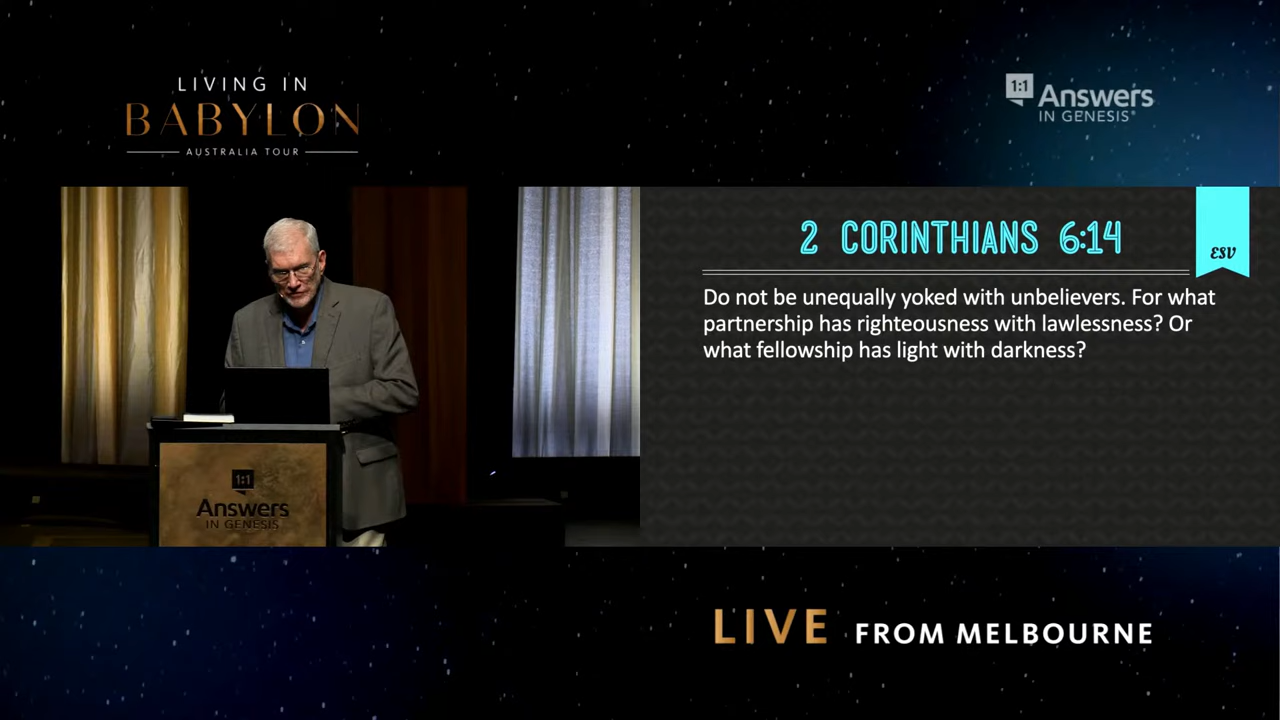 LIVING IN
BABYLON
AUSTRALIA TOUR
1:1
Answers
IN GENESIS®
2 CORINTHIANS 6:14
ESV
Do not be unequally yoked with unbelievers. For what
partnership has righteousness with lawlessness? Or
what fellowship has light with darkness?
1:1
Answers
IN GENESIS
LIVE FROM MELBOURNE